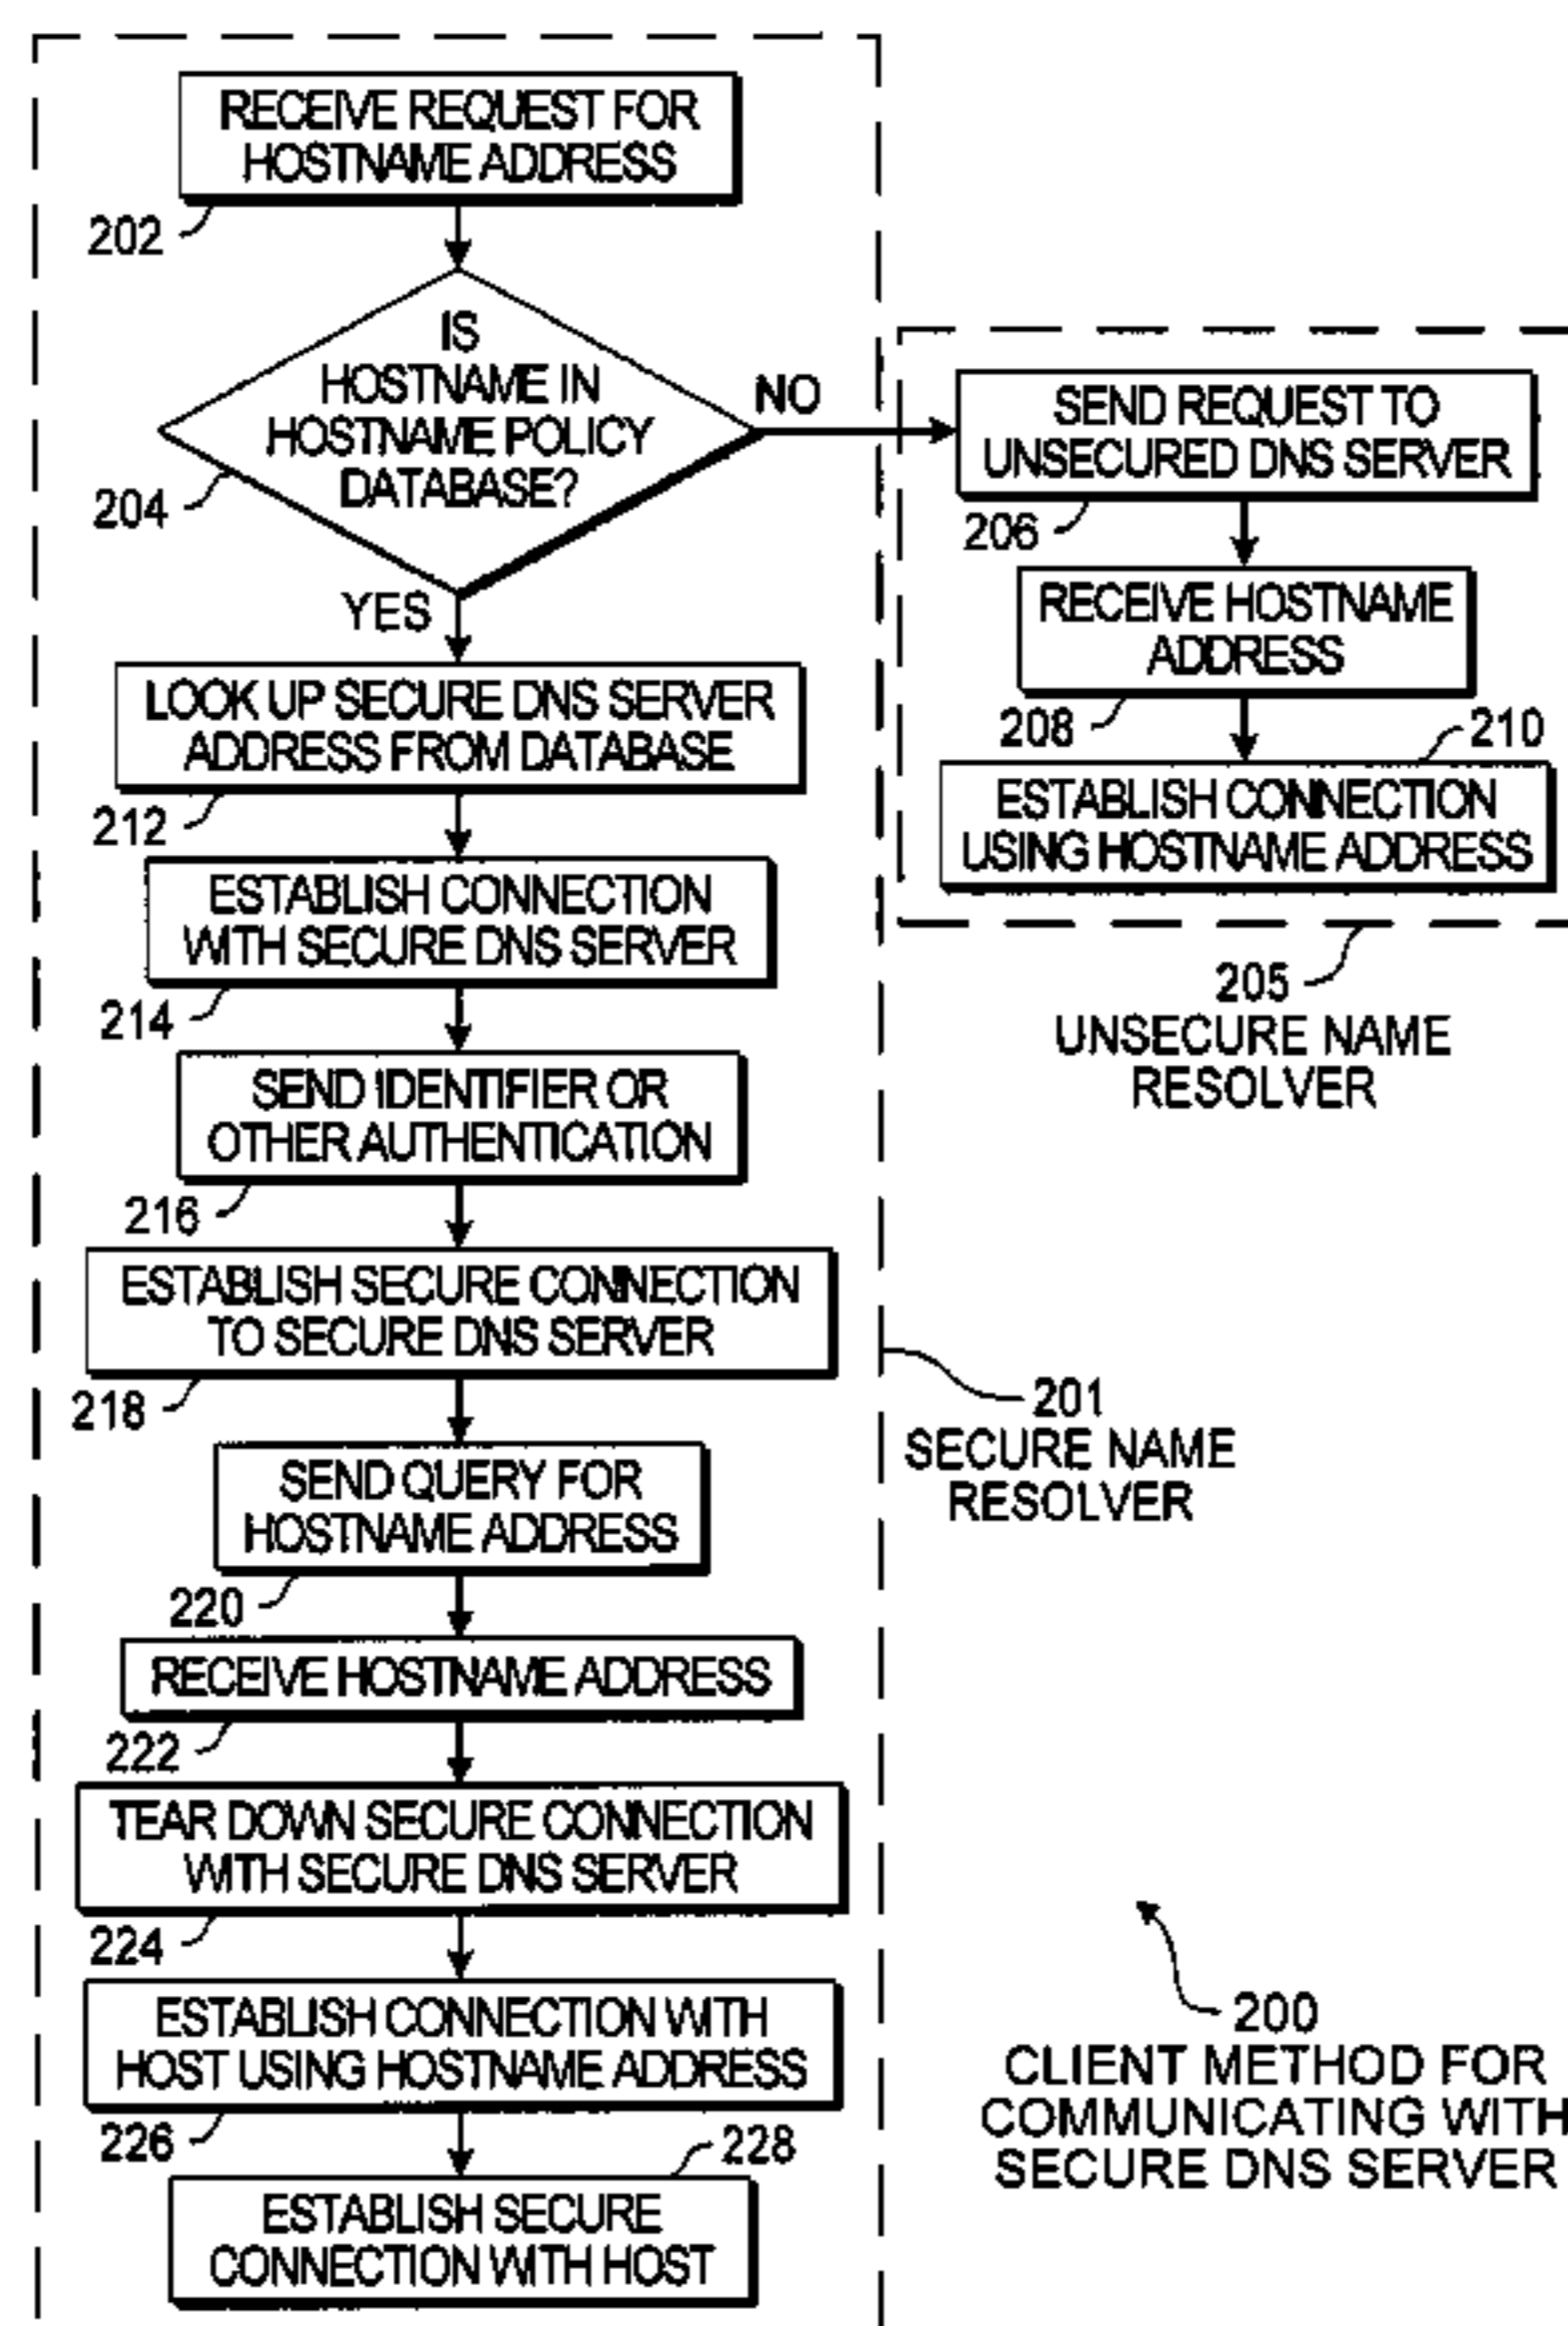 RECEIVE REQUEST FOR
HOSTNAME ADDRESS
202
IS
HOSTNAME IN
HOSTNAME POLICY
DATABASE?
204
NO
YES
SEND REQUEST TO
UNSECURED DNS SERVER
206
RECEIVE HOSTNAME
ADDRESS
208
210
ESTABLISH CONNECTION
USING HOSTNAME ADDRESS
205
UNSECURE NAME
RESOLVER
LOOK UP SECURE DNS SERVER
ADDRESS FROM DATABASE
212
ESTABLISH CONNECTION
WITH SECURE DNS SERVER
214
SEND IDENTIFIER OR
OTHER AUTHENTICATION
216
ESTABLISH SECURE CONNECTION
TO SECURE DNS SERVER
218
201
SECURE NAME
RESOLVER
SEND QUERY FOR
HOSTNAME ADDRESS
220
RECEIVE HOSTNAME ADDRESS
222
TEAR DOWN SECURE CONNECTION
WITH SECURE DNS SERVER
224
ESTABLISH CONNECTION WITH
HOST USING HOSTNAME ADDRESS
226
228
ESTABLISH SECURE
CONNECTION WITH HOST
200
CLIENT METHOD FOR
COMMUNICATING WITH
SECURE DNS SERVER